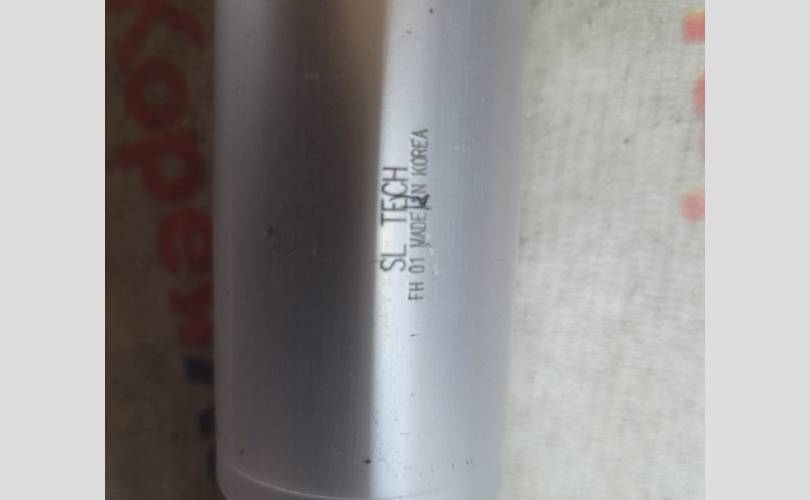 SL TECH
FH 01 MADE IN KOREA